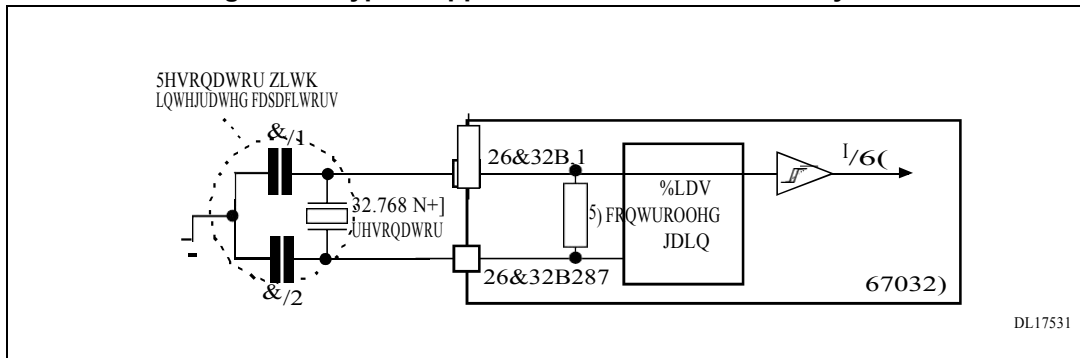 5HVRQDWRU ZLWK
LQWHJUDWHG FDSDFLWRUV
&/1
26&32B,1
I/6(
%LDV
32.768 N+]
5) FRQWUROOHG
UHVRQDWRU
JDLQ
26&32B287
&/2
67032)
DL17531